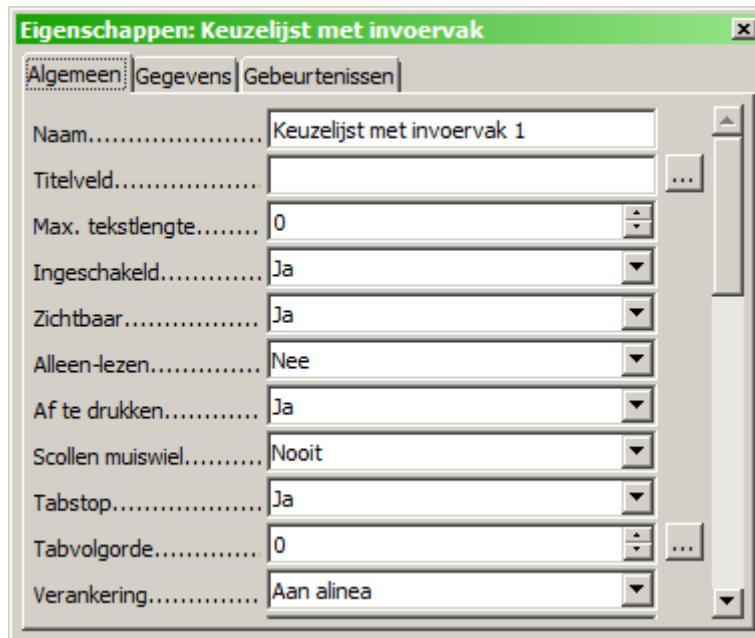 Eigenschappen: Keuzelijst met invoervak
Algemeen Gegevens Gebeurtenissen
Naam...................... Keuzelijst met invoervak 1
Titelveld................... ...
Max. tekstlengte........ 0
Ingeschakeld............. Ja
Zichtbaar................. Ja
Alleen-lezen.............. Nee
Af te drukken............ Ja
Scollen muiswiel.......... Nooit
Tabstop................... Ja
Tabvolgorde.............. 0 ...
Verankering.............. Aan alinea